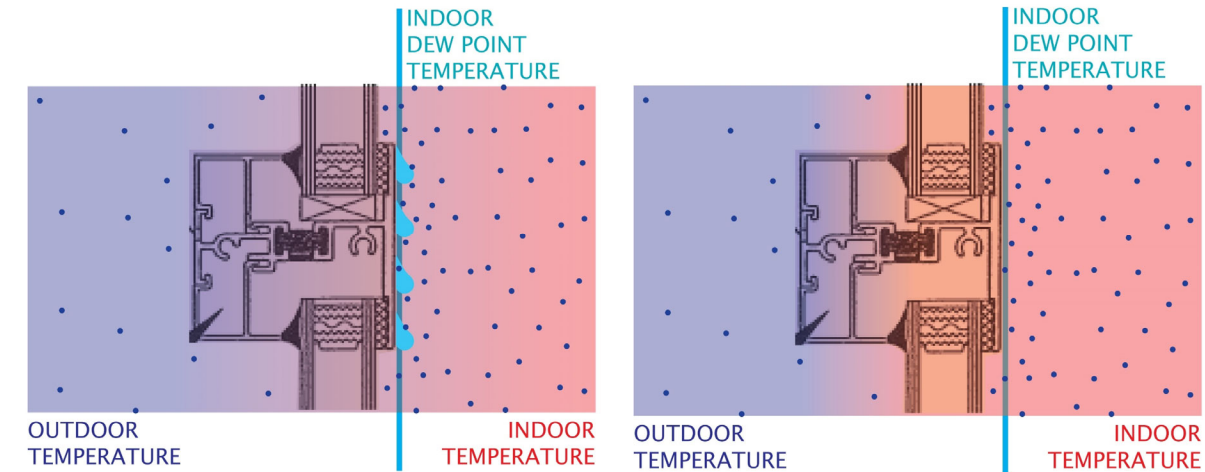 INDOOR
DEW POINT
TEMPERATURE
OUTDOOR
TEMPERATURE
INDOOR
TEMPERATURE
INDOOR
DEW POINT
TEMPERATURE
OUTDOOR
TEMPERATURE
INDOOR
TEMPERATURE